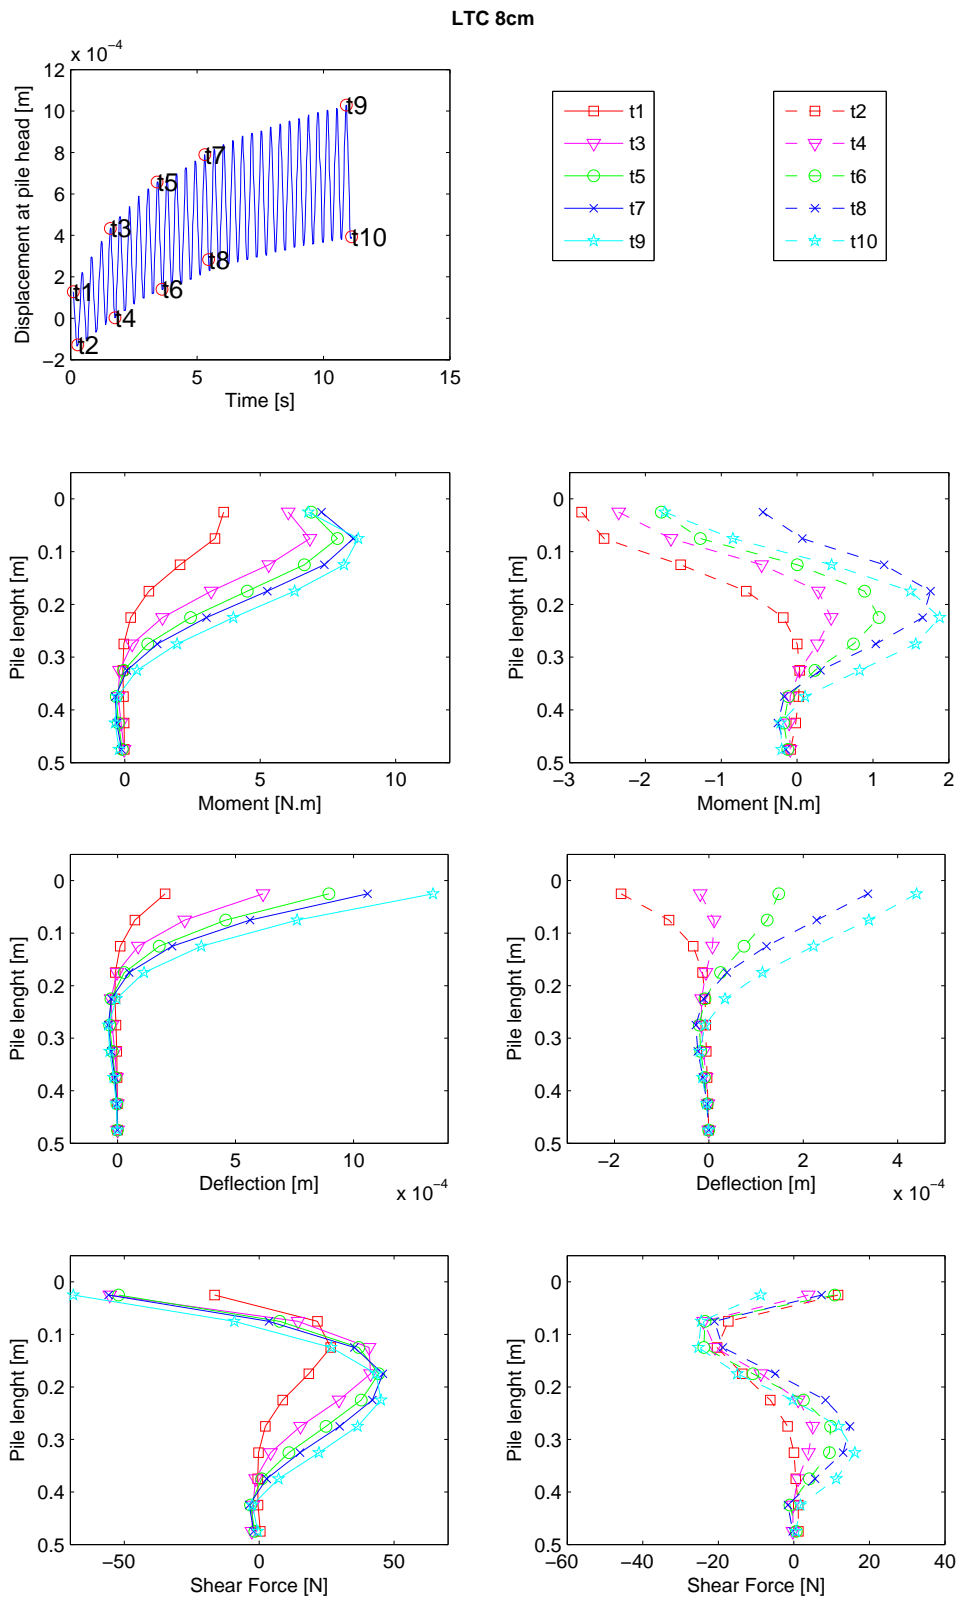 LTC 8cm
x 10⁻⁴
Displacement at pile head [m]
12
10
8
6
4
2
0
−2
t1
t2
t3
t4
t5
t6
t7
t8
t9
t10
0 5 10 15
Time [s]
t1
t3
t5
t7
t9
t2
t4
t6
t8
t10
Pile lenght [m]
0
0.1
0.2
0.3
0.4
0.5
0 5 10
Moment [N.m]
Pile lenght [m]
0
0.1
0.2
0.3
0.4
0.5
−3 −2 −1 0 1 2
Moment [N.m]
Pile lenght [m]
0
0.1
0.2
0.3
0.4
0.5
0 5 10
Deflection [m]
x 10⁻⁴
Pile lenght [m]
0
0.1
0.2
0.3
0.4
0.5
−2 0 2 4
Deflection [m]
x 10⁻⁴
Pile lenght [m]
0
0.1
0.2
0.3
0.4
0.5
−50 0 50
Shear Force [N]
Pile lenght [m]
0
0.1
0.2
0.3
0.4
0.5
−60 −40 −20 0 20 40
Shear Force [N]